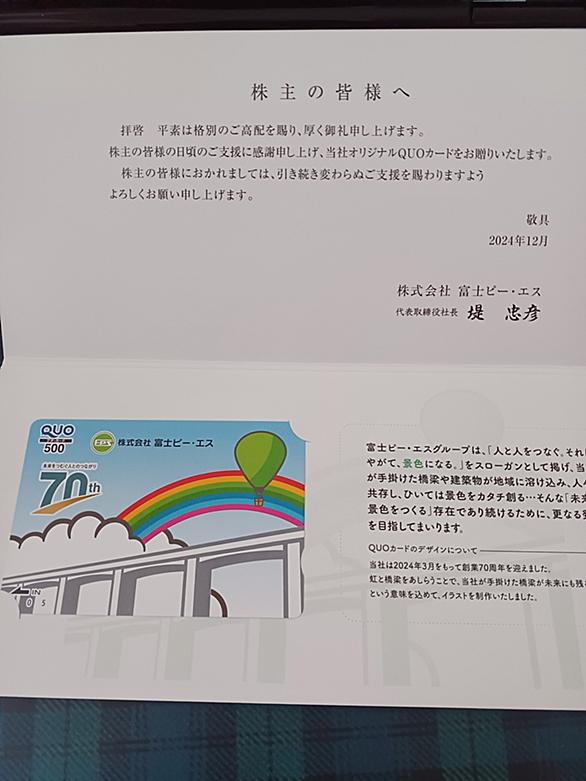 株主の皆様へ
拝啓 平素は格別のご高配を賜り、厚く御礼申し上げます。
株主の皆様の日頃のご支援に感謝申し上げ、当社オリジナルQUOカードをお贈りいたします。
株主の皆様におかれましては、引き続き変わらぬご支援を賜わりますよう
よろしくお願い申し上げます。
敬具
2024年12月
株式会社 富士ピー・エス
代表取締役社長 堤 忠彦
QUO
500
株式会社 富士ピー・エス
未来をつむぐ人とのつながり
70th
IN
0 5
富士ピー・エスグループは、「人と人をつなぐ。それ
やがて、景色になる。」をスローガンとして掲げ、当
が手掛けた橋梁や建築物が地域に溶け込み、人
共存し、ひいては景色をカタチ創る…そんな「未
景色をつくる」存在であり続けるために、更なる
を目指してまいります。
QUOカードのデザインについて
当社は2024年3月をもって創業70周年を迎えました。
虹と橋梁をあしらうことで、当社が手掛けた橋梁が未来にも残
という意味を込めて、イラストを制作いたしました。